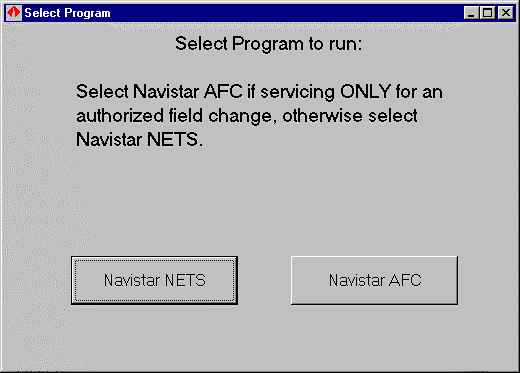 Select Program
Select Program to run:
Select Navistar AFC if servicing ONLY for an
authorized field change, otherwise select
Navistar NETS.
Navistar NETS
Navistar AFC